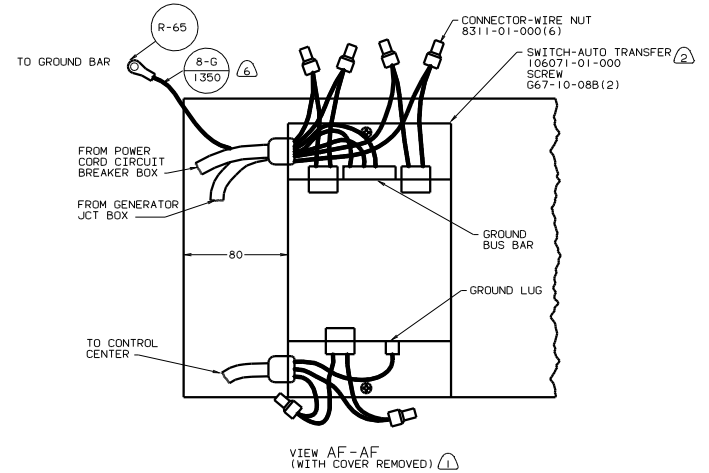 R-65
CONNECTOR-WIRE NUT
8311-01-000(6)
TO GROUND BAR
8-G
1350
6
SWITCH-AUTO TRANSFER
2
106071-01-000
SCREW
G67-10-08B(2)
FROM POWER
CORD CIRCUIT
BREAKER BOX
FROM GENERATOR
JCT BOX
GROUND
BUS BAR
80
GROUND LUG
TO CONTROL
CENTER
VIEW AF-AF
(WITH COVER REMOVED)
1